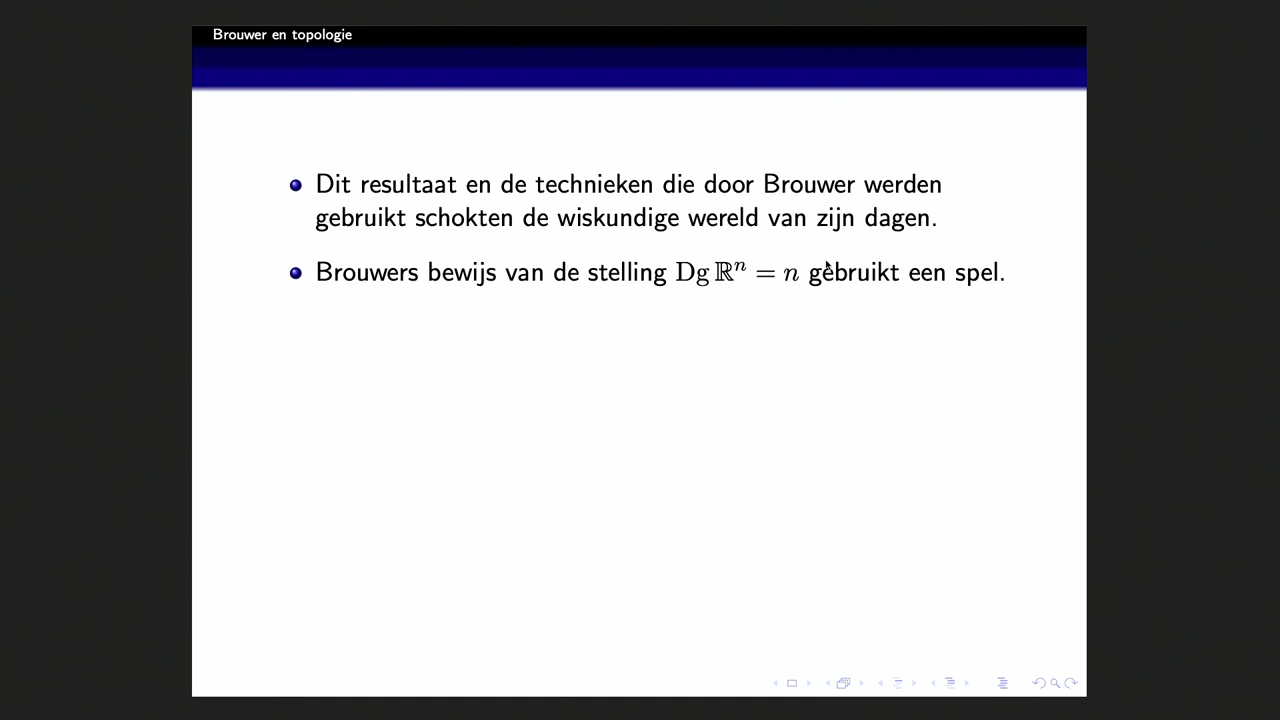 Brouwer en topologie
Dit resultaat en de technieken die door Brouwer werden
gebruikt schokten de wiskundige wereld van zijn dagen.
Brouwers bewijs van de stelling Dg ℝⁿ = n gebruikt een spel.